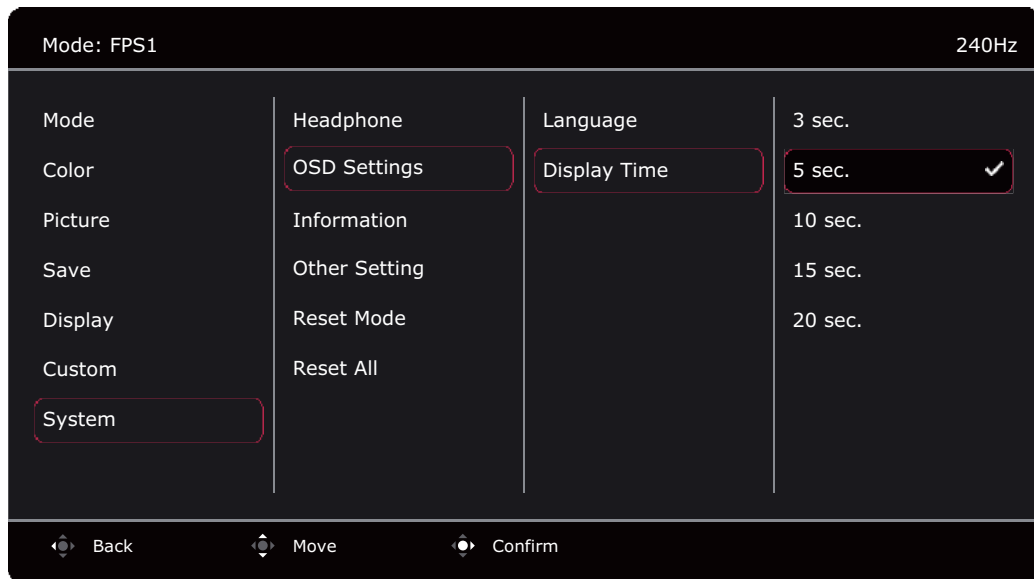 Mode: FPS1 240Hz
Mode
Color
Picture
Save
Display
Custom
System
Headphone
OSD Settings
Information
Other Setting
Reset Mode
Reset All
Language
Display Time
3 sec.
5 sec.
10 sec.
15 sec.
20 sec.
Back Move Confirm